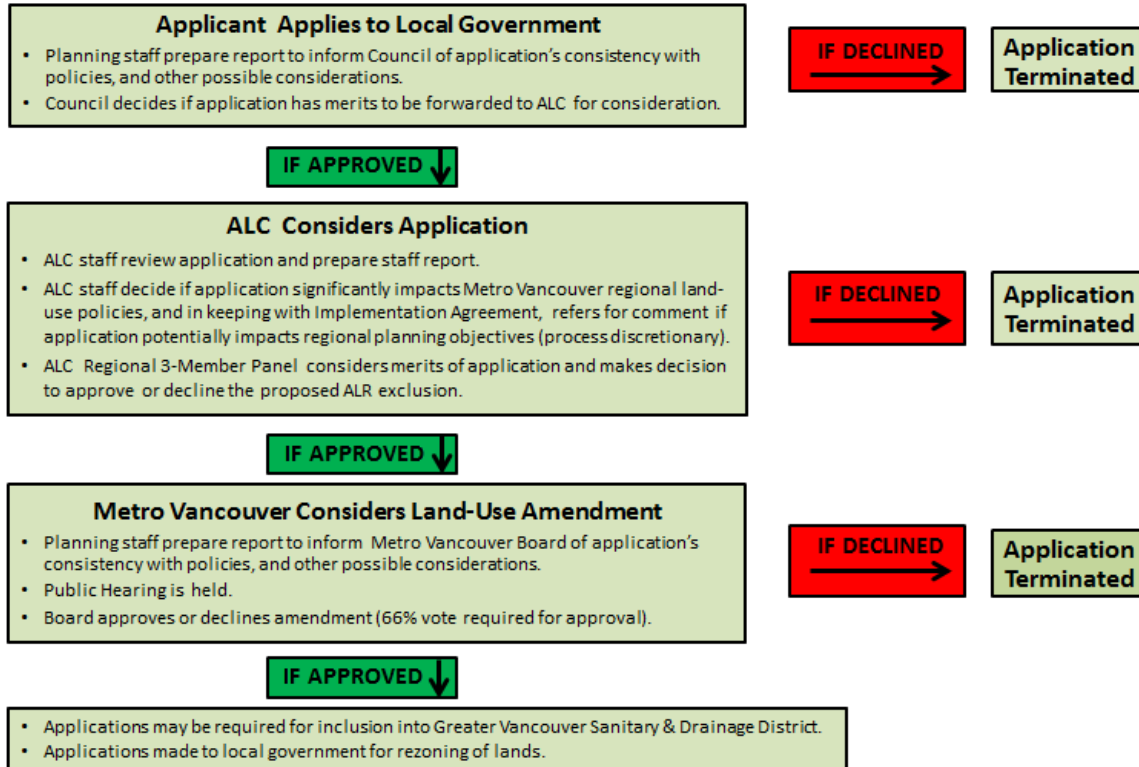 Applicant Applies to Local Government
• Planning staff prepare report to inform Council of application's consistency with
policies, and other possible considerations.
• Council decides if application has merits to be forwarded to ALC for consideration.
IF DECLINED
Application
Terminated
IF APPROVED
ALC Considers Application
• ALC staff review application and prepare staff report.
• ALC staff decide if application significantly impacts Metro Vancouver regional land-
use policies, and in keeping with Implementation Agreement, refers for comment if
application potentially impacts regional planning objectives (process discretionary).
• ALC Regional 3-Member Panel considers merits of application and makes decision
to approve or decline the proposed ALR exclusion.
IF DECLINED
Application
Terminated
IF APPROVED
Metro Vancouver Considers Land-Use Amendment
• Planning staff prepare report to inform Metro Vancouver Board of application's
consistency with policies, and other possible considerations.
• Public Hearing is held.
• Board approves or declines amendment (66% vote required for approval).
IF DECLINED
Application
Terminated
IF APPROVED
• Applications may be required for inclusion into Greater Vancouver Sanitary & Drainage District.
• Applications made to local government for rezoning of lands.